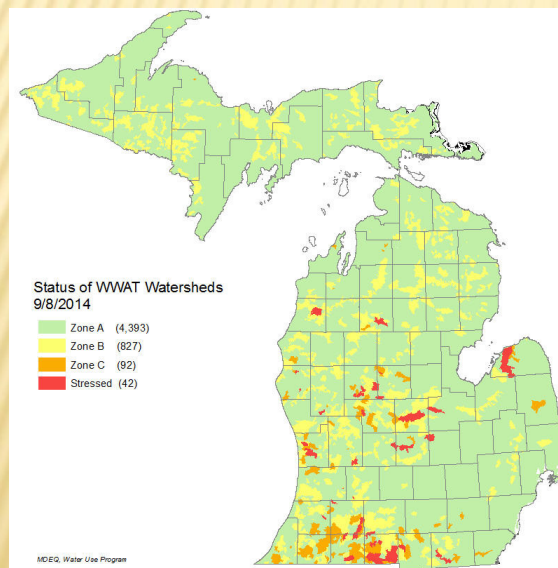 Status of WWAT Watersheds
9/8/2014
Zone A (4,393)
Zone B (827)
Zone C (92)
Stressed (42)
MDEQ, Water Use Program